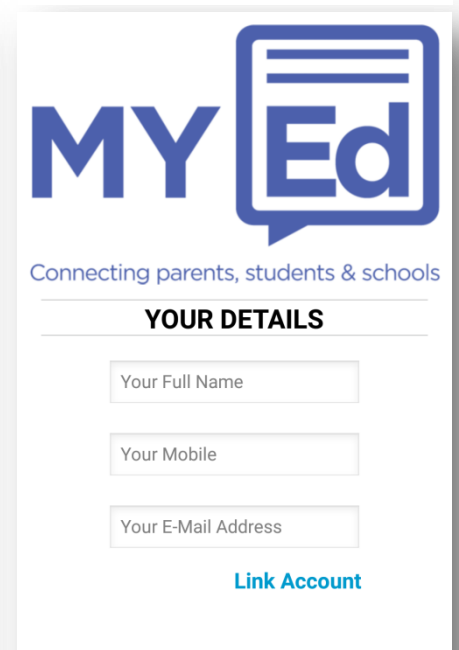 MY Ed
Connecting parents, students & schools
YOUR DETAILS
Your Full Name
Your Mobile
Your E-Mail Address
Link Account